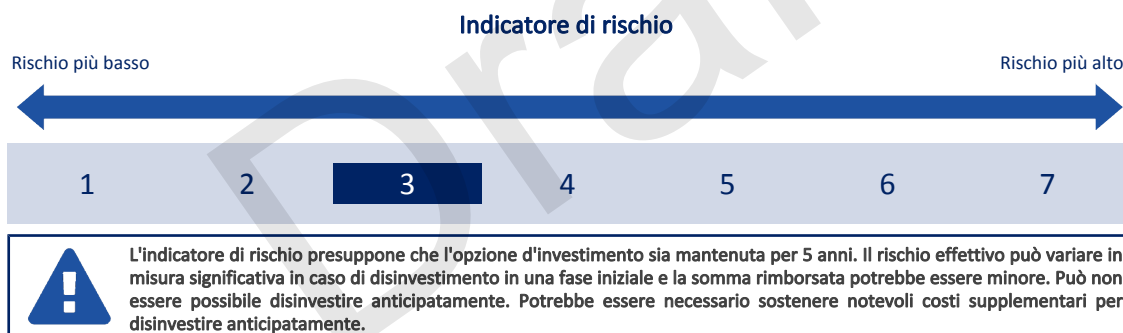 Indicatore di rischio
Rischio più basso
Rischio più alto
1 2 3 4 5 6 7
L'indicatore di rischio presuppone che l'opzione d'investimento sia mantenuta per 5 anni. Il rischio effettivo può variare in
misura significativa in caso di disinvestimento in una fase iniziale e la somma rimborsata potrebbe essere minore. Può non
essere possibile disinvestire anticipatamente. Potrebbe essere necessario sostenere notevoli costi supplementari per
disinvestire anticipatamente.